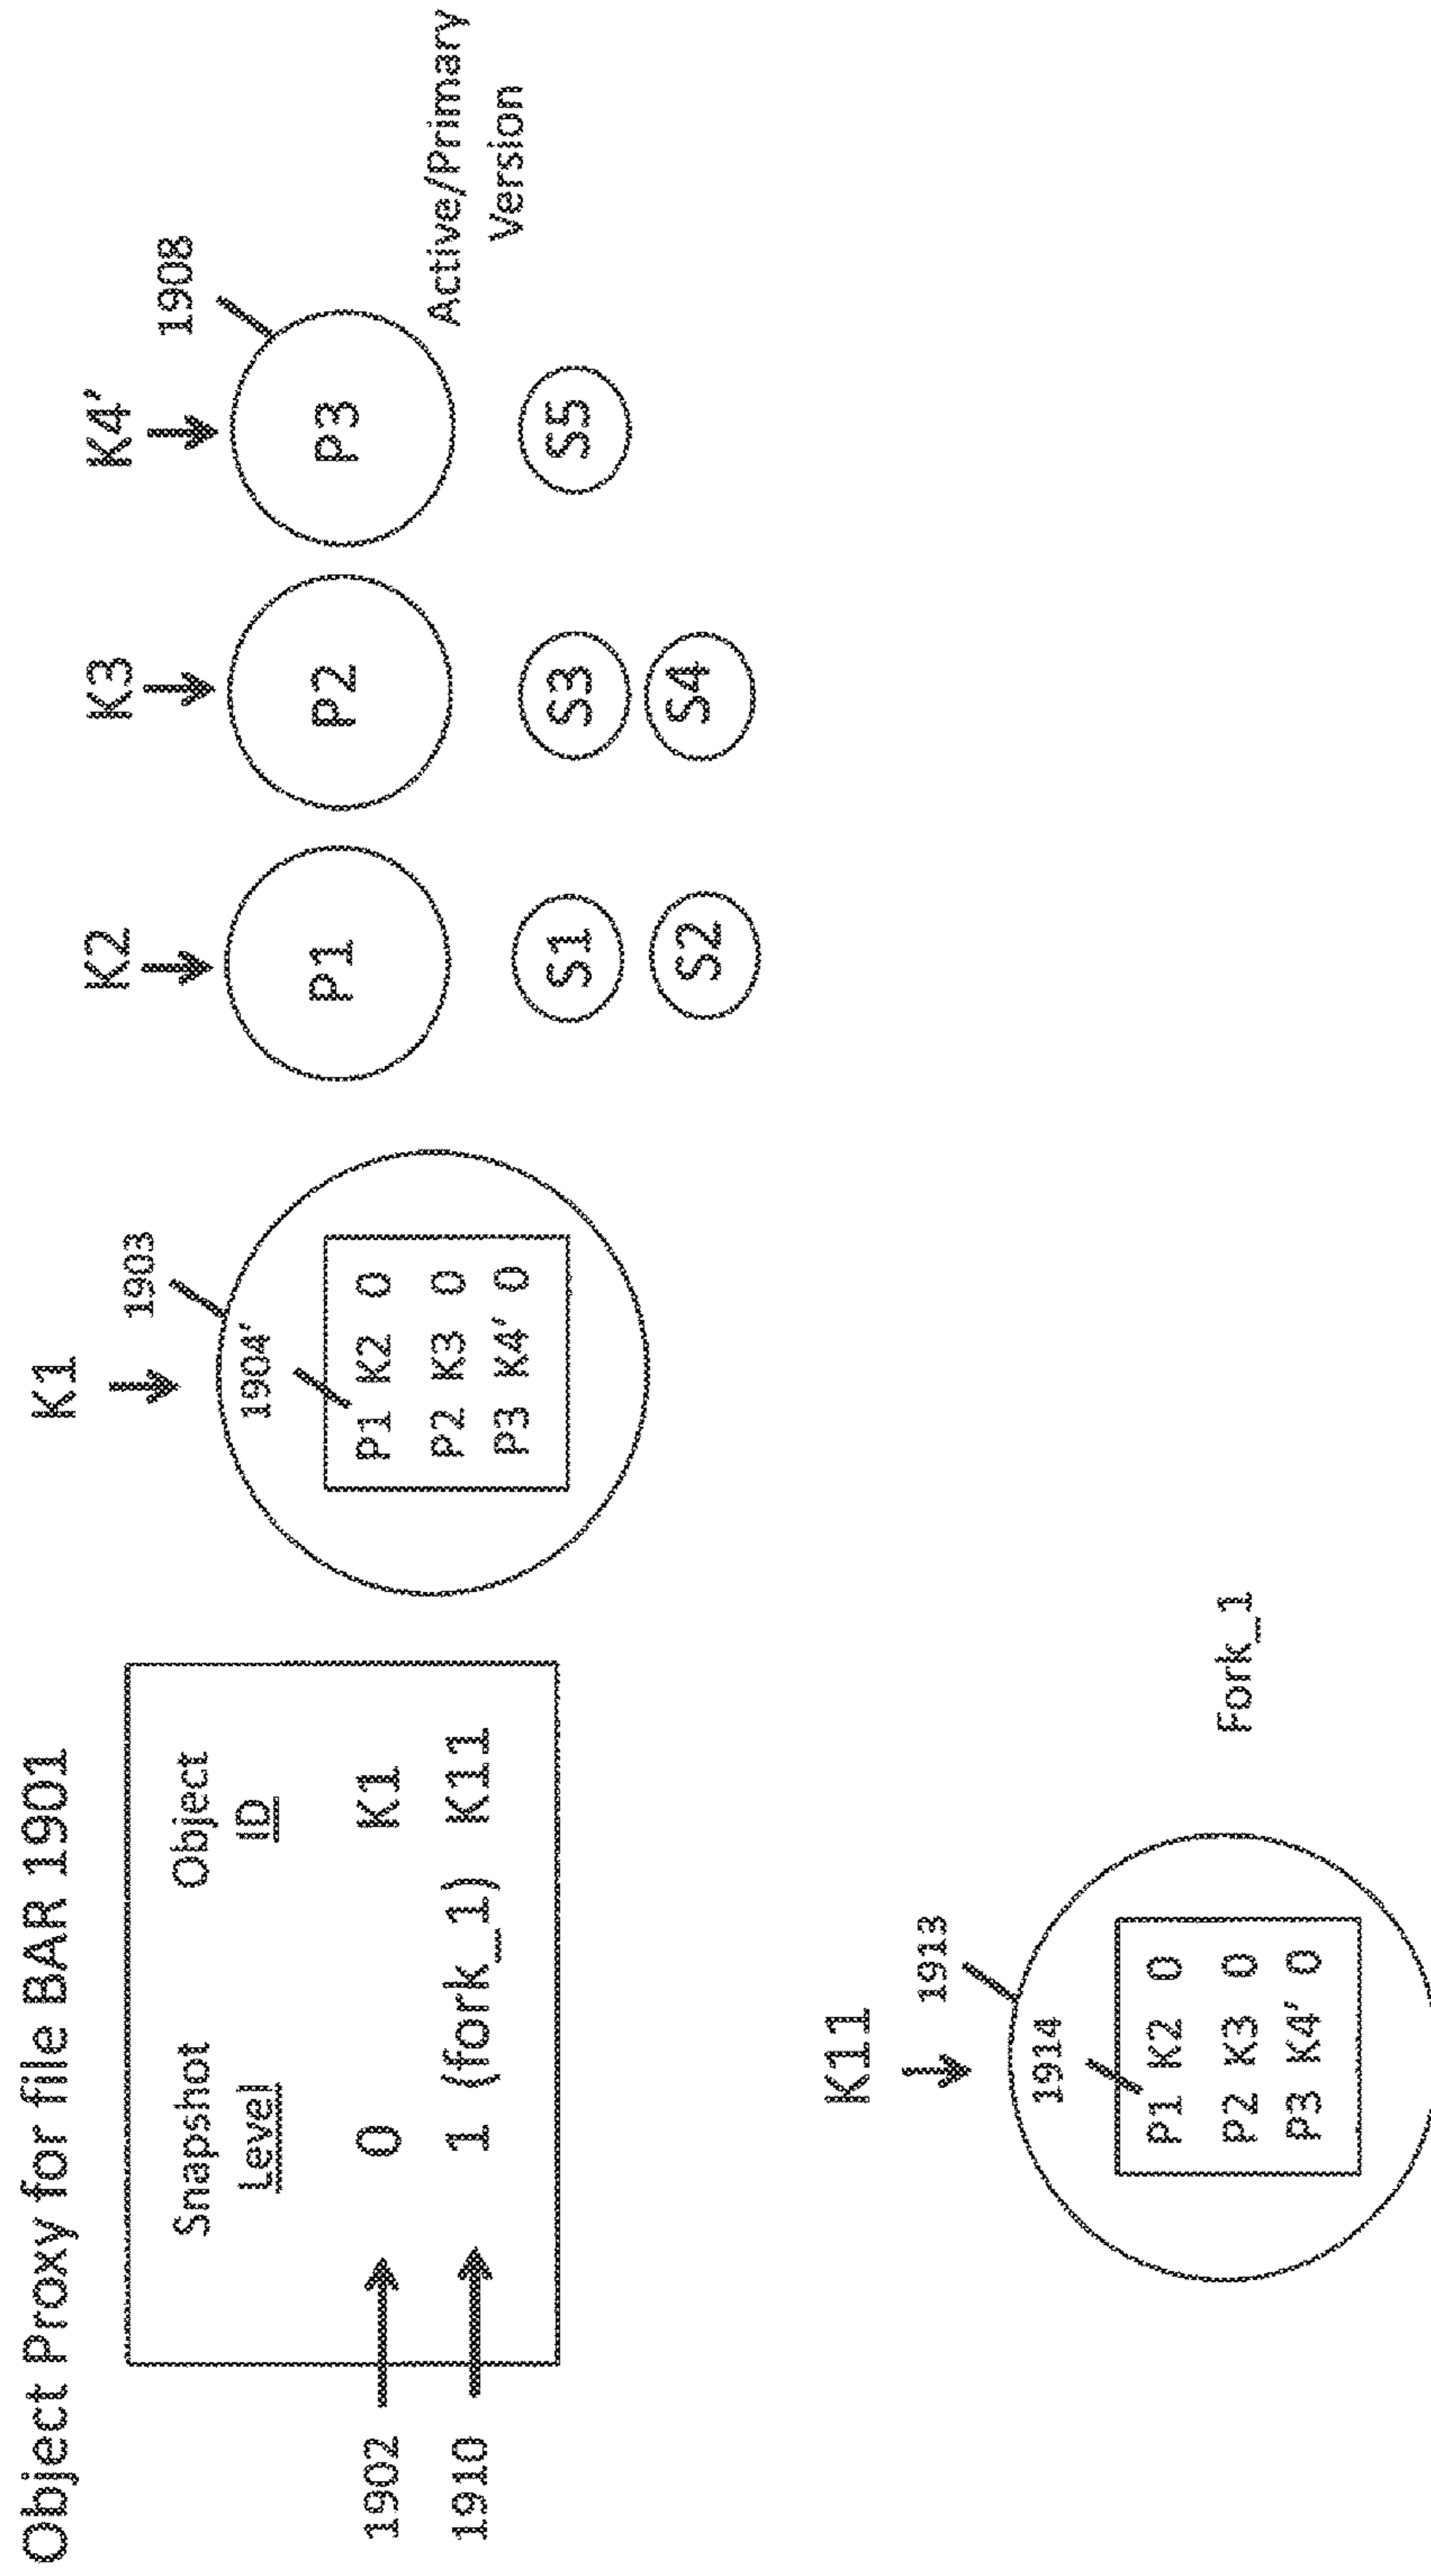 Object Proxy for file BAR 1901
Snapshot Level
Object ID
1902
0 K1
1910
1 (fork_1) K11
K1
1903
1904'
P1 K2 0
P2 K3 0
P3 K4' 0
K2
P1
S1
S2
K3
P2
S3
S4
K4'
1908
P3
S5
Active/Primary
Version
K11
1913
1914
P1 K2 0
P2 K3 0
P3 K4' 0
Fork_1